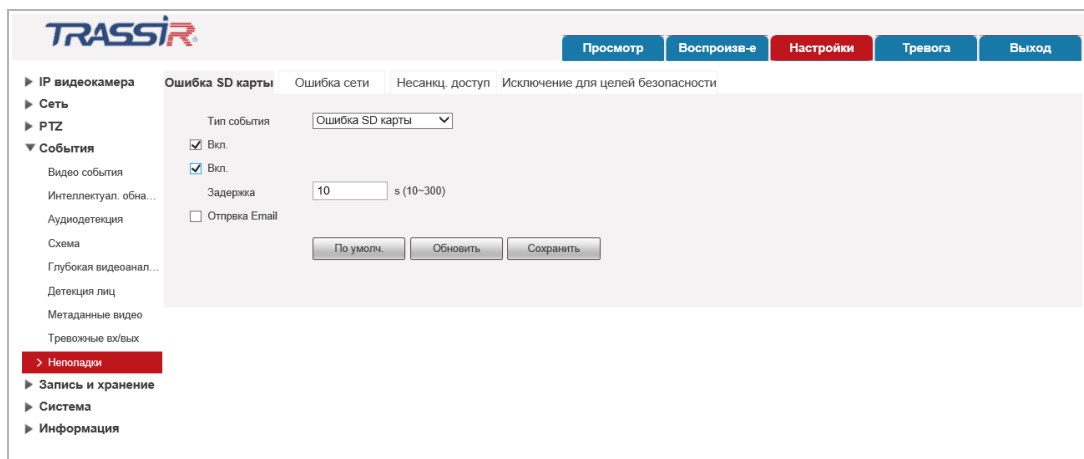 TRASSIR
Просмотр Воспроизв-е Настройки Тревога Выход
IP видеокамера
Сеть
PTZ
События
Видео события
Интеллектуал. обна...
Аудиодетекция
Схема
Глубокая видеоанал...
Детекция лиц
Метаданные видео
Тревожные вх/вых
Неполадки
Запись и хранение
Система
Информация
Ошибка SD карты Ошибка сети Несанкц. доступ Исключение для целей безопасности
Тип события Ошибка SD карты
Вкл.
Вкл.
Задержка 10 s (10~300)
Отпрвка Email
По умолч. Обновить Сохранить